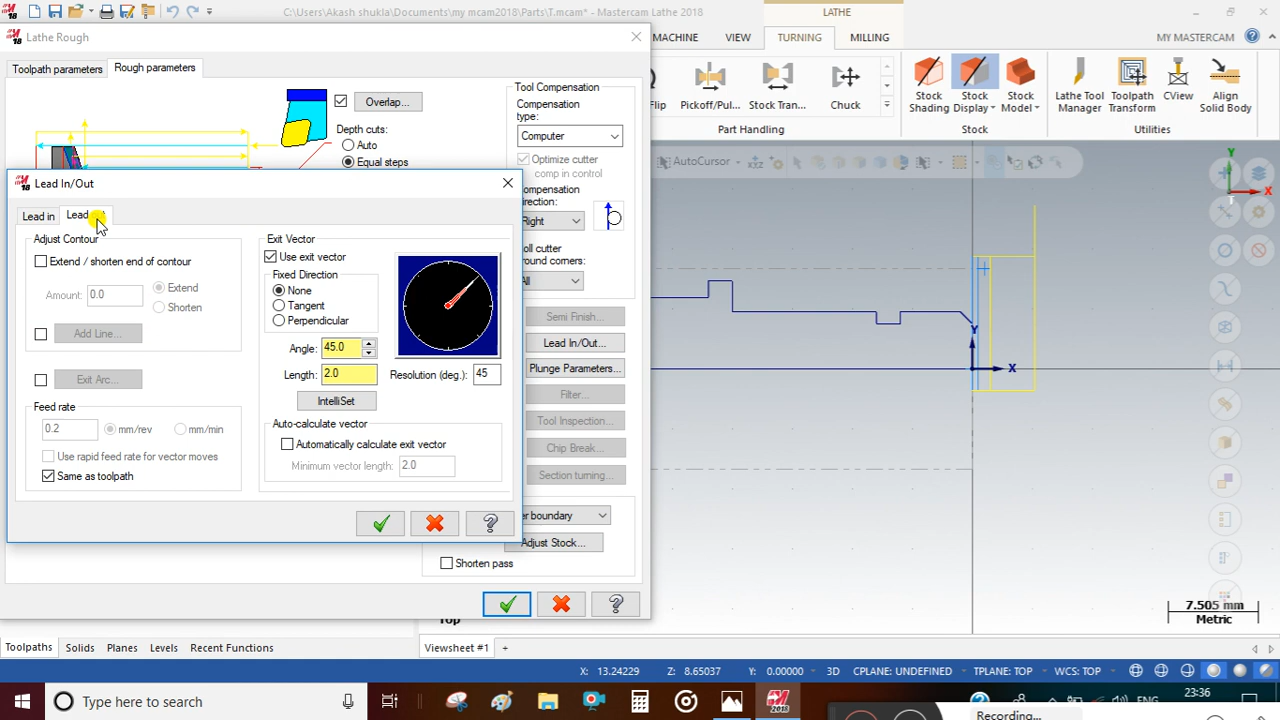 C:\Users\Akash shukla\Documents\my mcam2018\Parts\T.mcam* - Mastercam Lathe 2018
LATHE
Lathe Rough
MACHINE
VIEW
TURNING
MILLING
MY MASTERCAM
Toolpath parameters
Rough parameters
Overlap...
Depth cuts:
Auto
Equal steps
Tool Compensation
Compensation
type:
Computer
Optimize cutter
comp in control
Flip
Pickoff/Pul...
Stock Tran...
Chuck
Part Handling
Stock
Shading
Stock
Display
Stock
Model
Stock
Lathe Tool
Manager
Toolpath
Transform
CView
Align
Solid Body
Utilities
AutoCursor
Right
All
Semi Finish...
Lead In/Out...
Plunge Parameters...
Filter...
Tool Inspection...
Chip Break...
Section turning...
Adjust Stock...
Shorten pass
Lead In/Out
Lead in
Lead
Adjust Contour
Extend / shorten end of contour
Amount:
0.0
Extend
Shorten
Add Line...
Exit Arc...
Feed rate
0.2
mm/rev
mm/min
Use rapid feed rate for vector moves
Same as toolpath
Exit Vector
Use exit vector
Fixed Direction
None
Tangent
Perpendicular
Angle:
45.0
Length:
2.0
Resolution (deg.):
45
IntelliSet
Auto-calculate vector
Automatically calculate exit vector
Minimum vector length:
2.0
Y
X
Y
X
7.505 mm
Metric
Top
Toolpaths
Solids
Planes
Levels
Recent Functions
Viewsheet #1
+
X: 13.24229
Z: 8.65037
Y: 0.00000
3D
CPLANE: UNDEFINED
TPLANE: TOP
WCS: TOP
Type here to search
ENG
23:36
Recording...